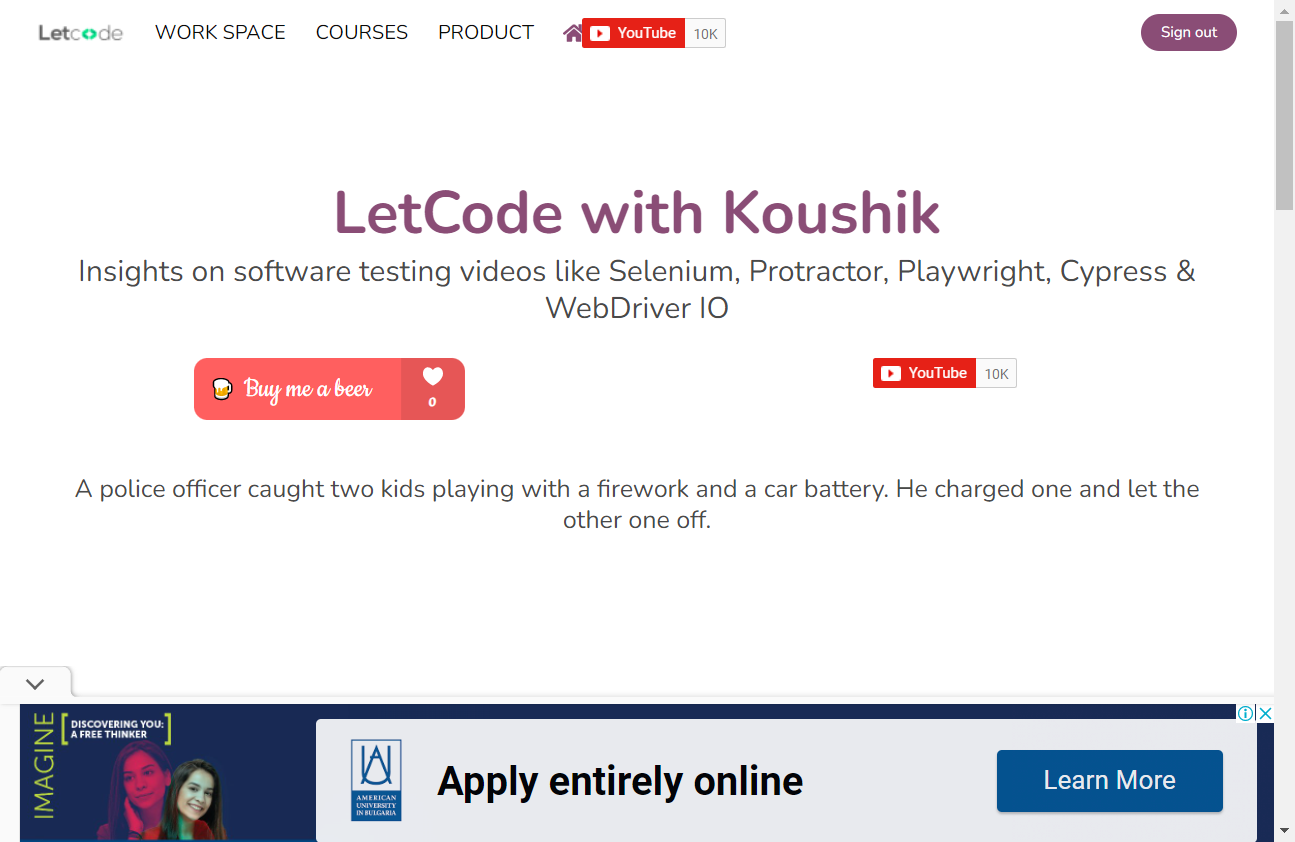 Letcode WORK SPACE COURSES PRODUCT YouTube 10K Sign out
LetCode with Koushik
Insights on software testing videos like Selenium, Protractor, Playwright, Cypress &
WebDriver IO
Buy me a beer 0
YouTube 10K
A police officer caught two kids playing with a firework and a car battery. He charged one and let the
other one off.
IMAGINE
DISCOVERING YOU:
A FREE THINKER
AMERICAN
UNIVERSITY
IN BULGARIA
Apply entirely online
Learn More